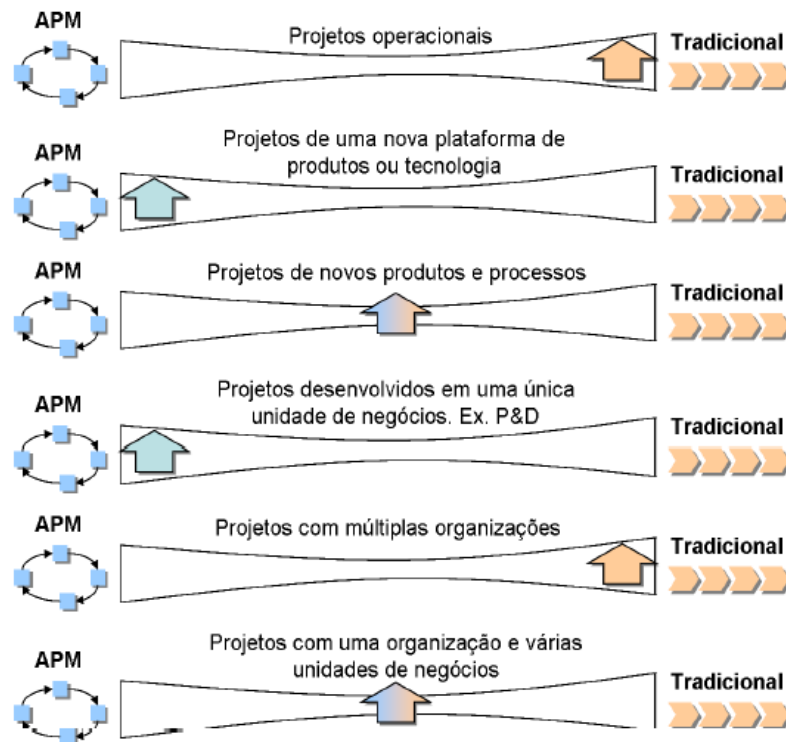 APM
Projetos operacionais
Tradicional
APM
Projetos de uma nova plataforma de
produtos ou tecnologia
Tradicional
APM
Projetos de novos produtos e processos
Tradicional
APM
Projetos desenvolvidos em uma única
unidade de negócios. Ex. P&D
Tradicional
APM
Projetos com múltiplas organizações
Tradicional
APM
Projetos com uma organização e várias
unidades de negócios
Tradicional